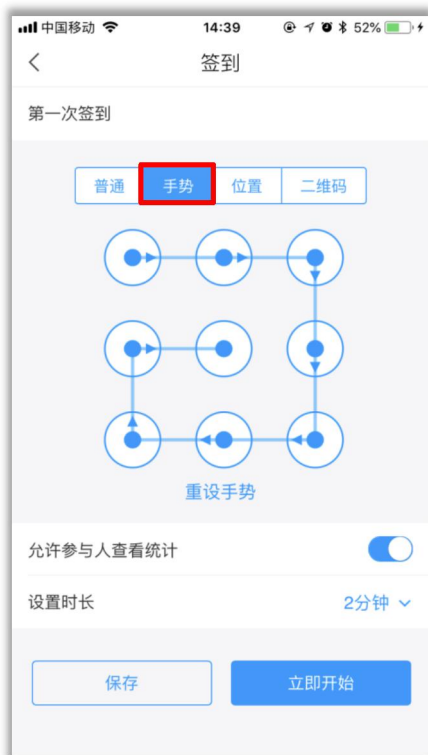 中国移动 14:39 52%
签到
第一次签到
普通 手势 位置 二维码
重设手势
允许参与人查看统计
设置时长 2分钟
保存 立即开始